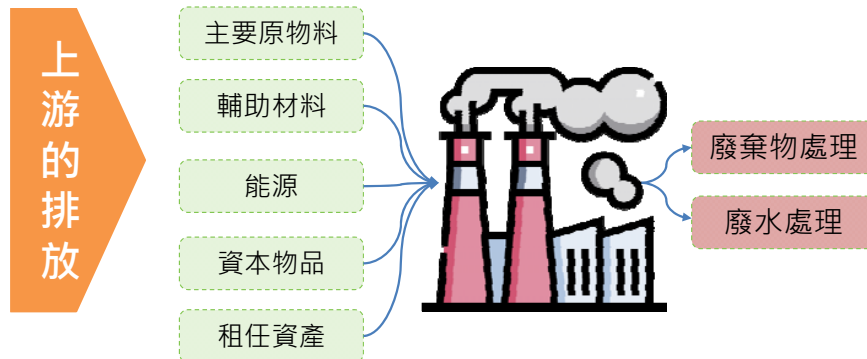 上游的排放
主要原物料
輔助材料
能源
資本物品
租任資產
廢棄物處理
廢水處理